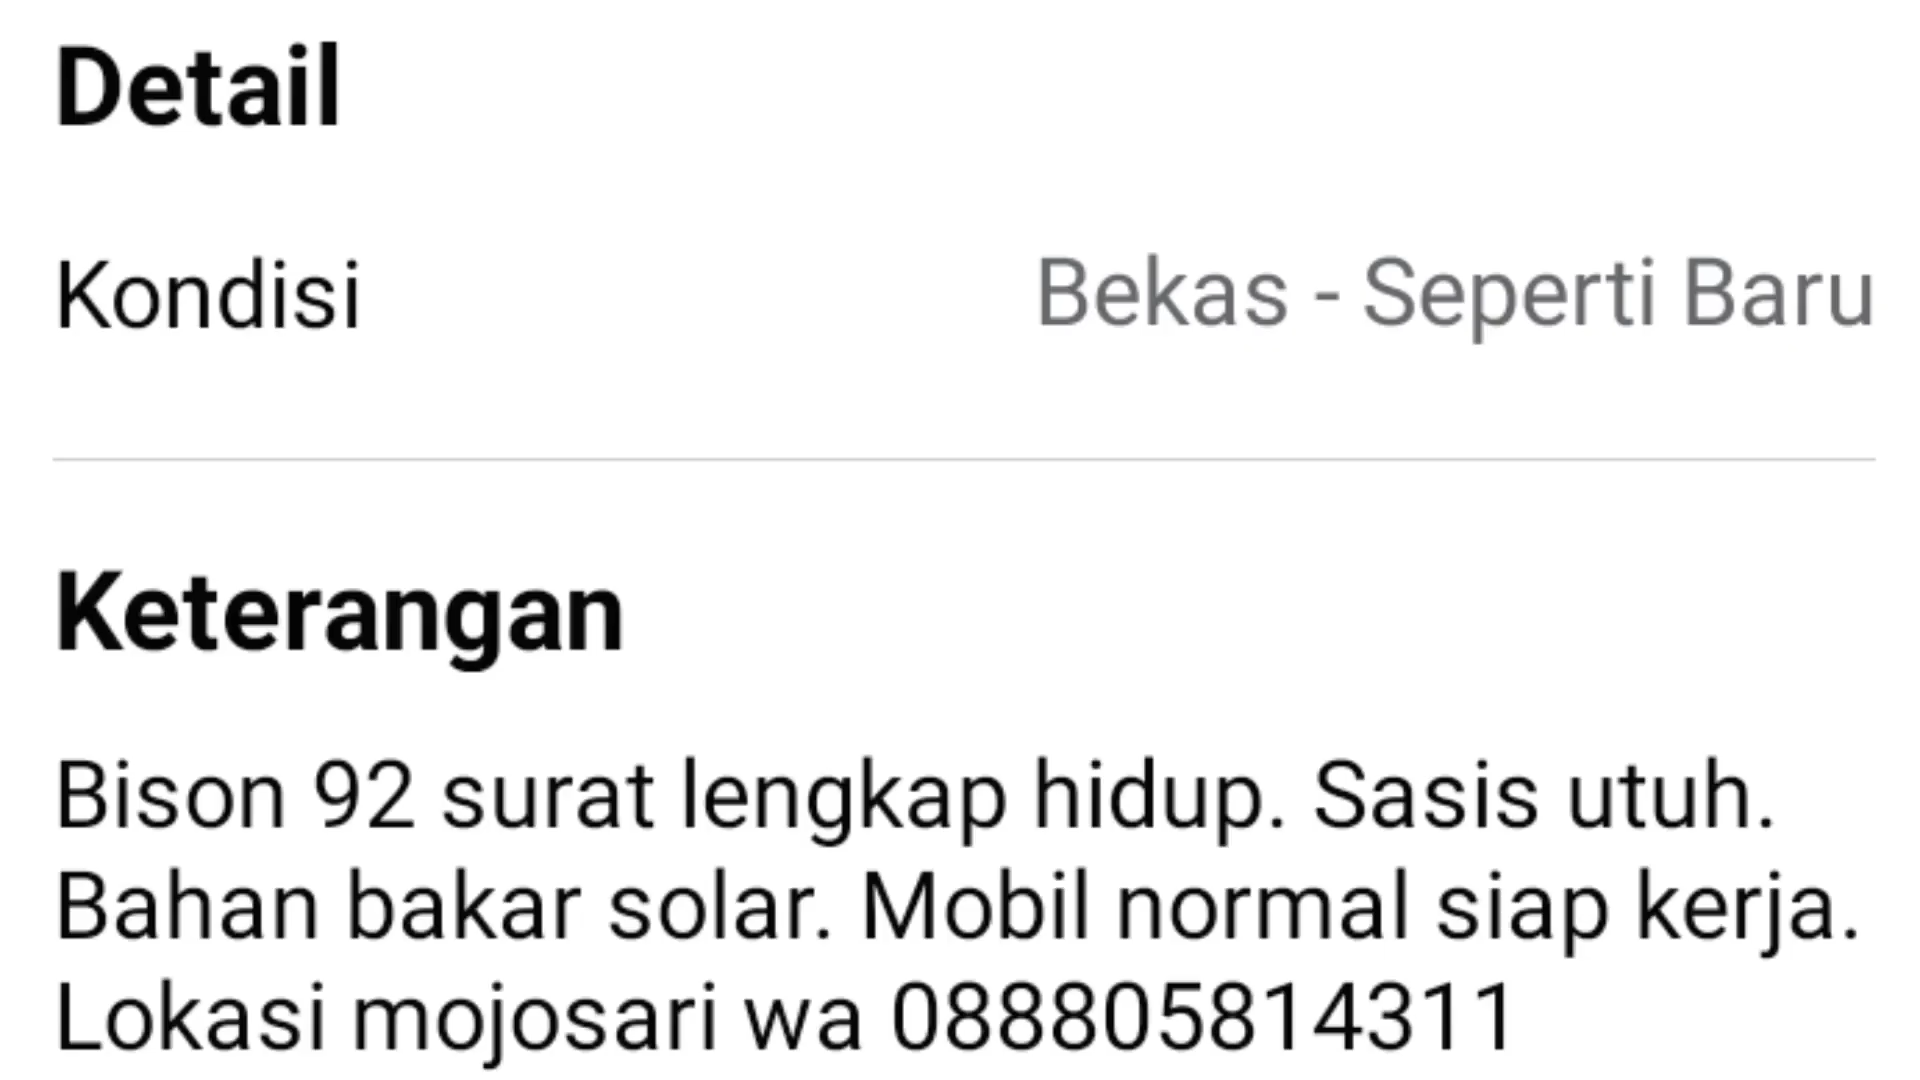 Detail
Kondisi Bekas - Seperti Baru
Keterangan
Bison 92 surat lengkap hidup. Sasis utuh.
Bahan bakar solar. Mobil normal siap kerja.
Lokasi mojosari wa 088805814311